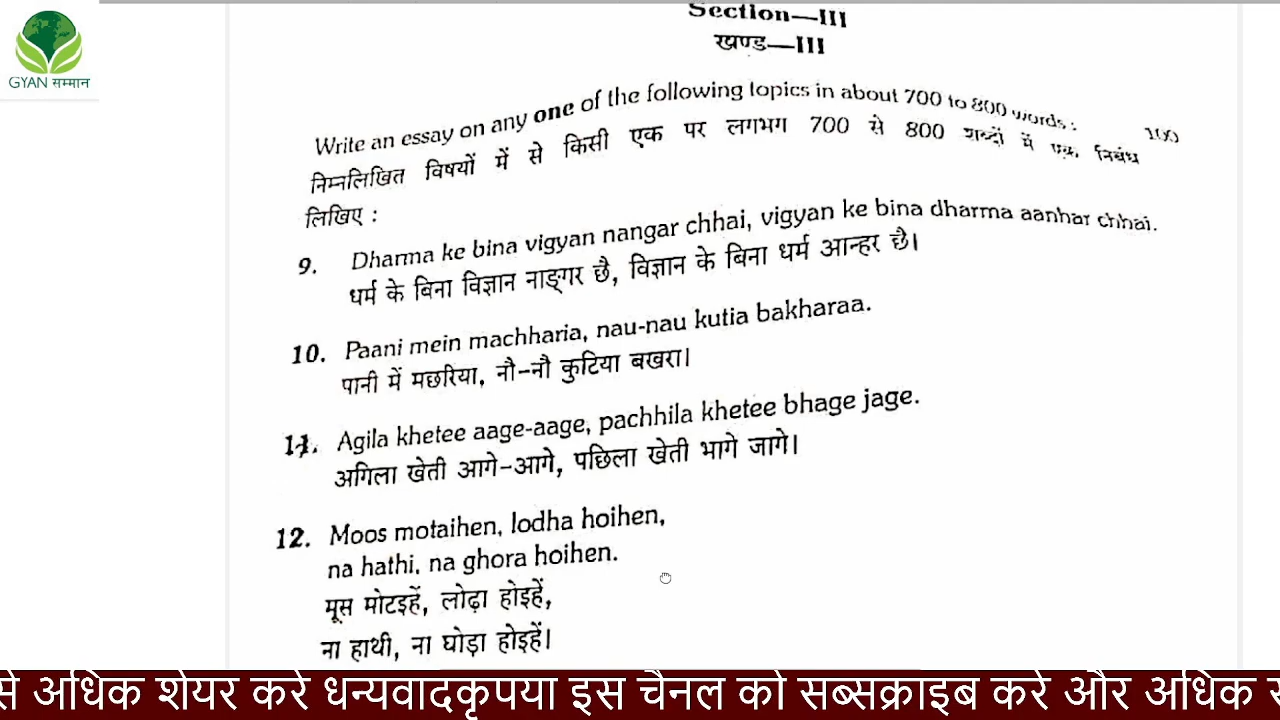 GYAN सम्मान
Section—III
खण्ड—III
Write an essay on any one of the following topics in about 700 to 800 words : 100
निम्नलिखित विषयों में से किसी एक पर लगभग 700 से 800 शब्दों में एक निबंध
लिखिए :
9. Dharma ke bina vigyan nangar chhai, vigyan ke bina dharma aanhar chhai.
धर्म के बिना विज्ञान नाङ्गर छै, विज्ञान के बिना धर्म आन्हर छै।
10. Paani mein machharia, nau-nau kutia bakharaa.
पानी में मछरिया, नौ-नौ कुटिया बखरा।
11. Agila khetee aage-aage, pachhila khetee bhage jage.
अगिला खेती आगे-आगे, पछिला खेती भागे जागे।
12. Moos motaihen, lodha hoihen,
na hathi, na ghora hoihen.
मूस मोटइहें, लोढ़ा होइहें,
ना हाथी, ना घोड़ा होइहें।
से अधिक शेयर करे धन्यवादकृपया इस चैनल को सब्सक्राइब करे और अधिक